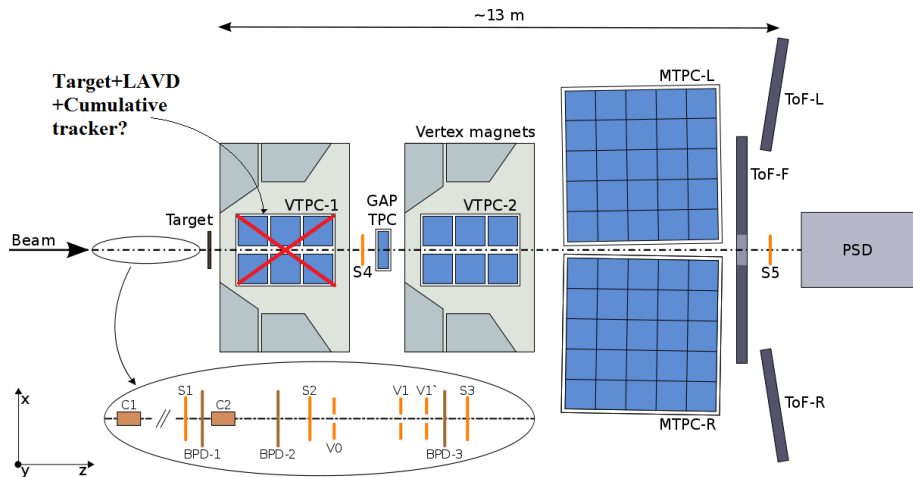 ~13 m
Target+LAVD
+Cumulative
tracker?
MTPC-L
ToF-L
Vertex magnets
ToF-F
VTPC-1
GAP
TPC
VTPC-2
Target
Beam
S4
S5
PSD
x
y
z
C1
S1
C2
S2
V1
V1`
S3
BPD-1
BPD-2
V0
BPD-3
MTPC-R
ToF-R